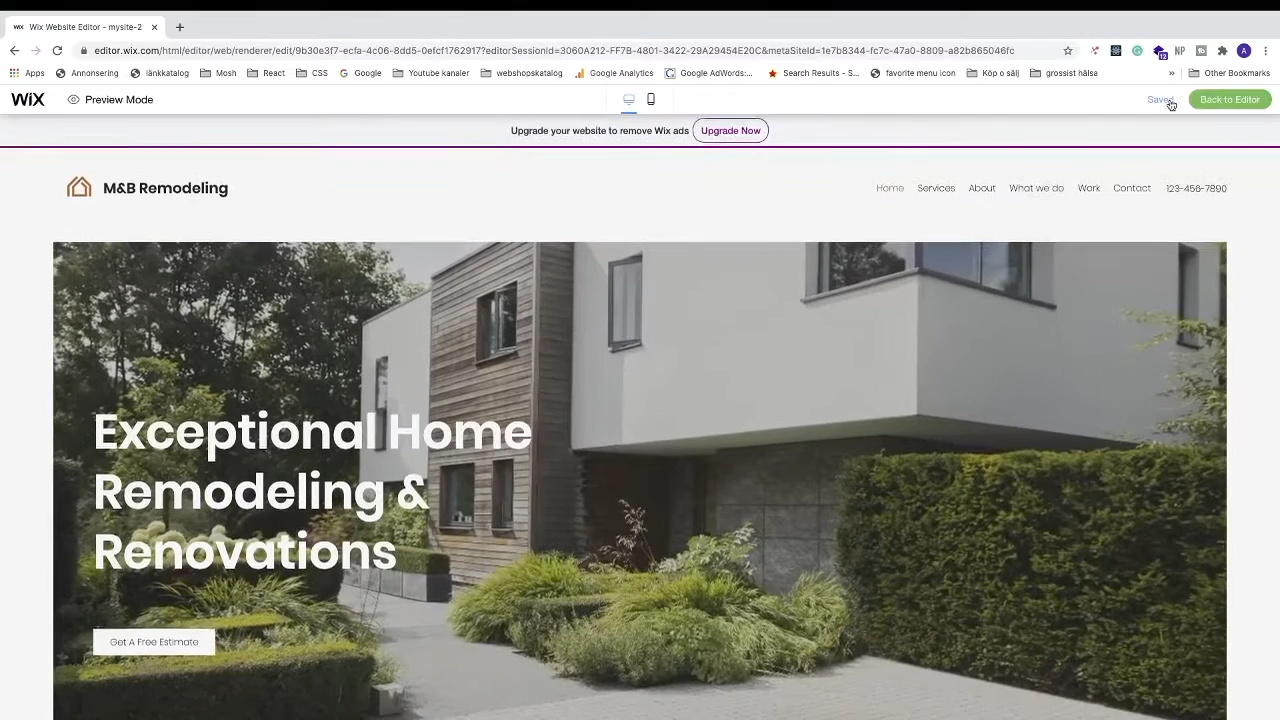 Wix Website Editor - mysite-2
editor.wix.com/html/editor/web/renderer/edit/9b30e3f7-ecfa-4c06-8dd5-0efcf1762917?editorSessionId=3060A212-FF7B-4801-3422-29A29454E20C&metaSiteId=1e7b8344-fc7c-47a0-8809-a82b865046fc
12 NP A
Apps Annonsering länkkatalog Mosh React CSS Google Youtube kanaler webshopskatalog Google Analytics Google AdWords:... Search Results - S... favorite menu icon Köp o sälj grossist hälsa » Other Bookmarks
WiX Preview Mode Saved Back to Editor
Upgrade your website to remove Wix ads Upgrade Now
M&B Remodeling Home Services About What we do Work Contact 123-456-7890
Exceptional Home
Remodeling &
Renovations
Get A Free Estimate